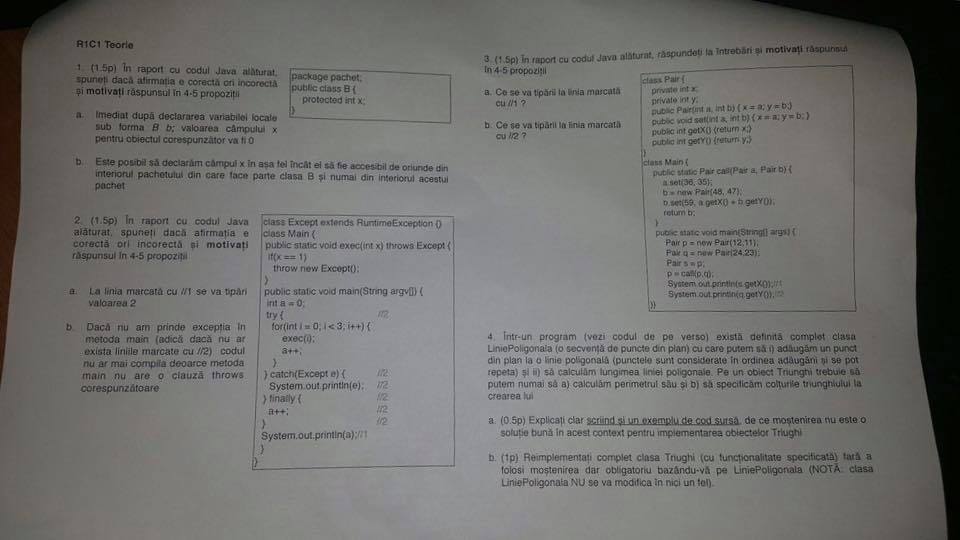 R1C1 Teorie
1. (1.5p) În raport cu codul Java alăturat,
spuneți dacă afirmația e corectă ori incorectă
și motivați răspunsul în 4-5 propoziții
package pachet;
public class B {
protected int x;
}
a. Imediat după declararea variabilei locale
sub forma B b; valoarea câmpului x
pentru obiectul corespunzător va fi 0
b. Este posibil să declarăm câmpul x în așa fel încât el să fie accesibil de oriunde din
interiorul pachetului din care face parte clasa B și numai din interiorul acestui
pachet
2. (1.5p) În raport cu codul Java
alăturat, spuneți dacă afirmația e
corectă ori incorectă și motivați
răspunsul în 4-5 propoziții
a. La linia marcată cu //1 se va tipări
valoarea 2
b. Dacă nu am prinde excepția în
metoda main (adică dacă nu ar
exista liniile marcate cu //2) codul
nu ar mai compila deoarce metoda
main nu are o clauză throws
corespunzătoare
class Except extends RuntimeException {}
class Main {
public static void exec(int x) throws Except {
if(x == 1)
throw new Except();
}
public static void main(String argv[]) {
int a = 0;
try { //2
for(int i = 0; i < 3; i++) {
exec(i);
a++;
}
} catch(Except e) { //2
System.out.println(e); //2
} finally { //2
a++; //2
} //2
System.out.println(a);//1
}
}
3. (1.5p) În raport cu codul Java alăturat, răspundeți la întrebări și motivați răspunsul
în 4-5 propoziții
a. Ce se va tipări la linia marcată
cu //1 ?
b. Ce se va tipări la linia marcată
cu //2 ?
class Pair {
private int x;
private int y;
public Pair(int a, int b) { x = a; y = b;}
public void set(int a, int b) { x = a; y = b; }
public int getX() {return x;}
public int getY() {return y;}
}
class Main {
public static Pair call(Pair a, Pair b) {
a.set(36, 35);
b = new Pair(48, 47);
b.set(59, a.getX() + b.getY());
return b;
}
public static void main(String[] args) {
Pair p = new Pair(12,11);
Pair q = new Pair(24,23);
Pair s = p;
p = call(p,q);
System.out.println(s.getX());//1
System.out.println(q.getY());//2
}}
4. Într-un program (vezi codul de pe verso) există definită complet clasa
LiniePoligonala (o secvență de puncte din plan) cu care putem să i) adăugăm un punct
din plan la o linie poligonală (punctele sunt considerate în ordinea adăugării și se pot
repeta) și ii) să calculăm lungimea liniei poligonale. Pe un obiect Triunghi trebuie să
putem numai să a) calculăm perimetrul său și b) să specificăm colțurile triunghiului la
crearea lui
a. (0.5p) Explicați clar scriind și un exemplu de cod sursă, de ce moștenirea nu este o
soluție bună în acest context pentru implementarea obiectelor Triughi
b. (1p) Reimplementați complet clasa Triughi (cu funcționalitate specificată) fară a
folosi moștenirea dar obligatoriu bazându-vă pe LiniePoligonala (NOTĂ: clasa
LiniePoligonala NU se va modifica în nici un fel).